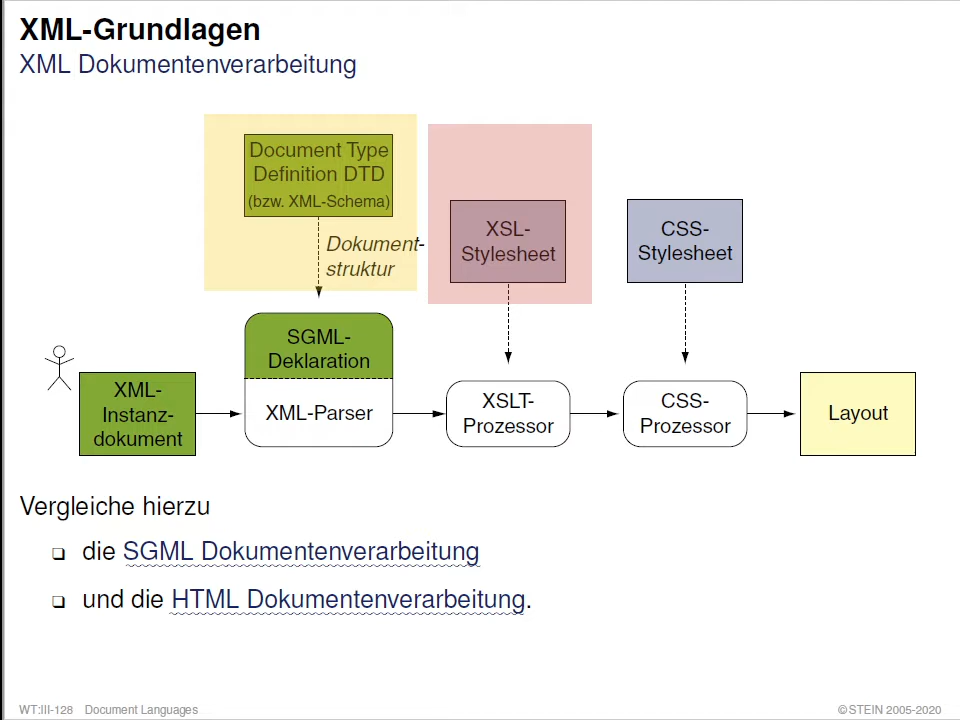 XML-Grundlagen
XML Dokumentenverarbeitung
Document Type
Definition DTD
(bzw. XML-Schema)
Dokument-
struktur
XSL-
Stylesheet
CSS-
Stylesheet
SGML-
Deklaration
XML-
Instanz-
dokument
XML-Parser
XSLT-
Prozessor
CSS-
Prozessor
Layout
Vergleiche hierzu
❑ die SGML Dokumentenverarbeitung
❑ und die HTML Dokumentenverarbeitung.
WT:III-128 Document Languages
©STEIN 2005-2020